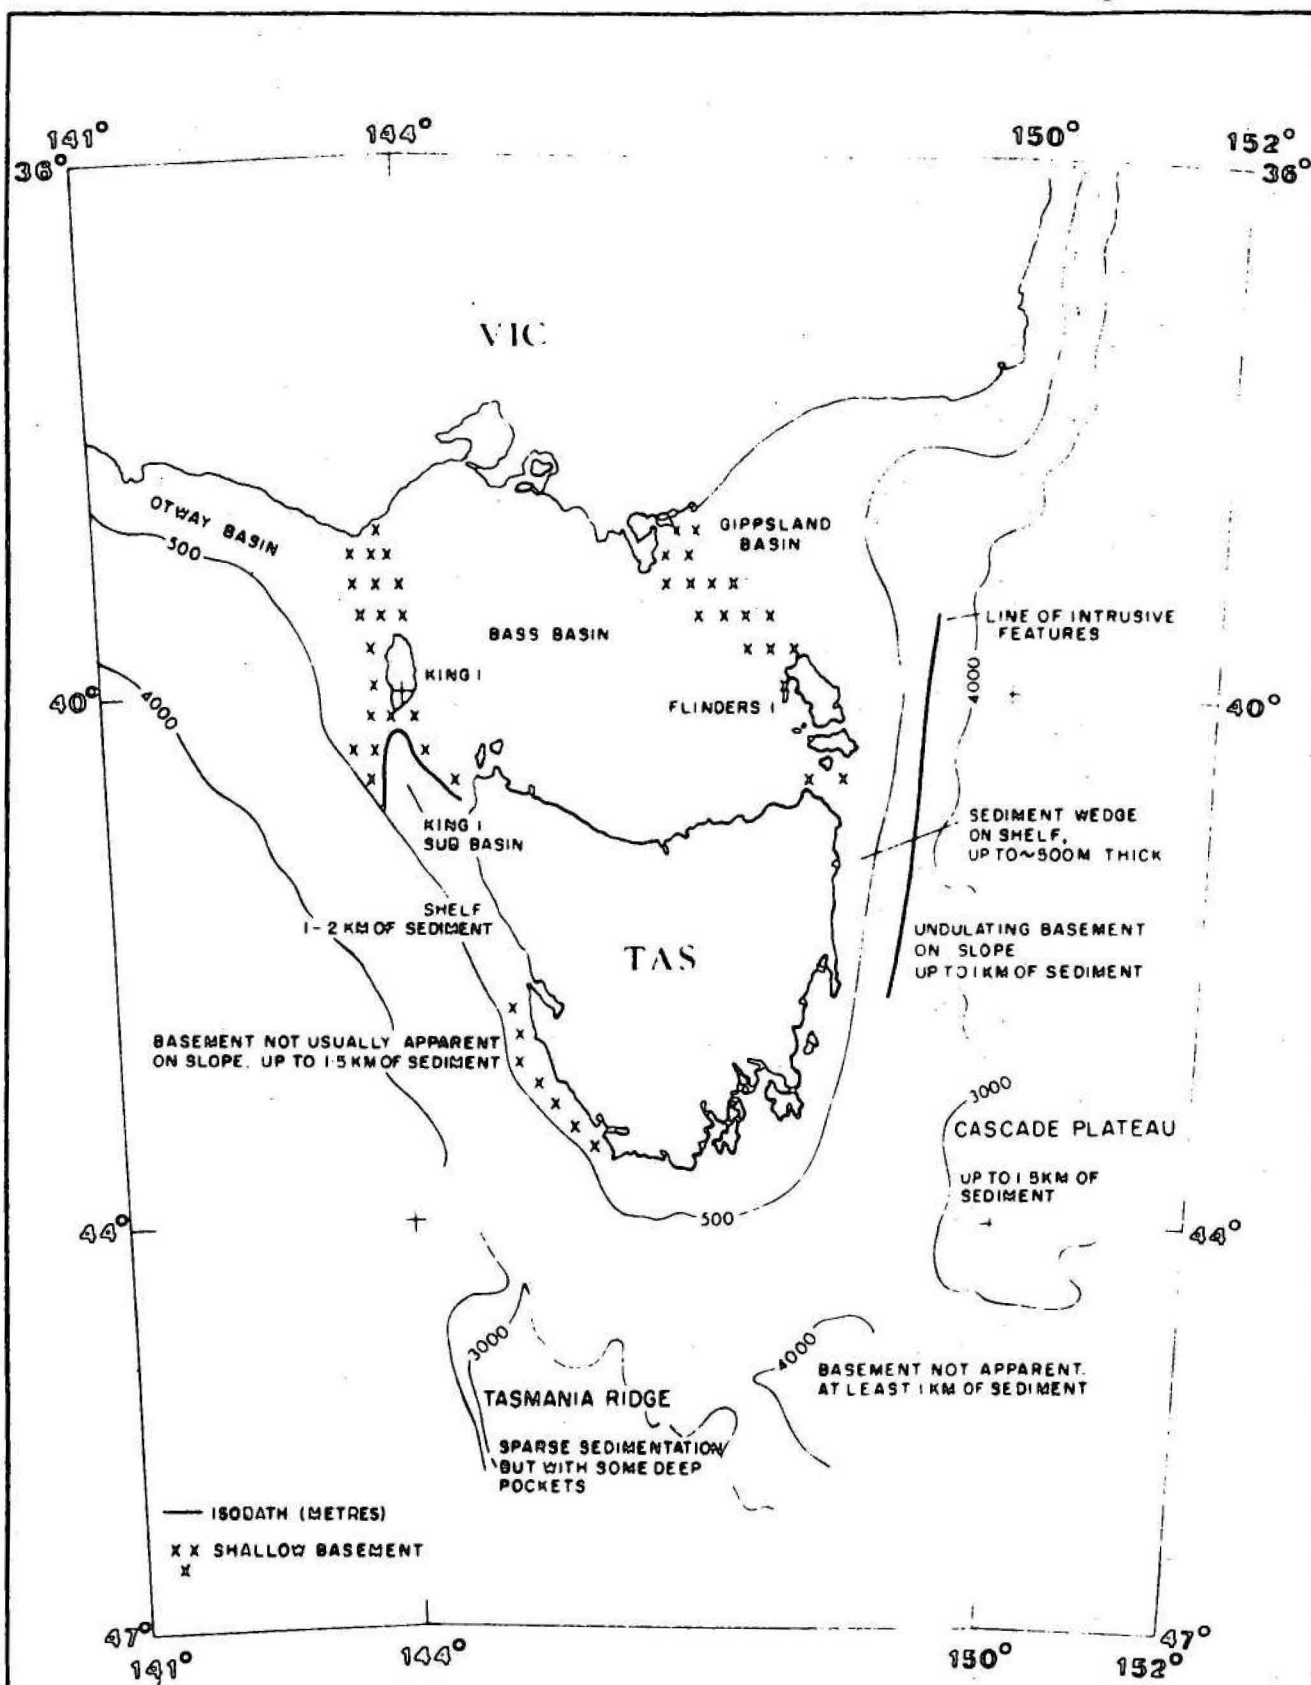 141° 144° 150° 152°
36° 36°
VIC
OTWAY BASIN
500
GIPPSLAND
BASIN
BASS BASIN
LINE OF INTRUSIVE
FEATURES
KING I
4000
4000
40° 40°
FLINDERS I
KING I
SUB BASIN
SEDIMENT WEDGE
ON SHELF,
UP TO ~500M THICK
SHELF
1-2 KM OF SEDIMENT
TAS
UNDULATING BASEMENT
ON SLOPE
UP TO 1KM OF SEDIMENT
BASEMENT NOT USUALLY APPARENT
ON SLOPE. UP TO 1·5 KM OF SEDIMENT
3000
CASCADE PLATEAU
UP TO 1 5KM OF
SEDIMENT
500
44° 44°
3000
4000
BASEMENT NOT APPARENT.
AT LEAST 1 KM OF SEDIMENT
TASMANIA RIDGE
SPARSE SEDIMENTATION
BUT WITH SOME DEEP
POCKETS
ISOBATH (METRES)
X X SHALLOW BASEMENT
X
47° 47°
141° 144° 150° 152°